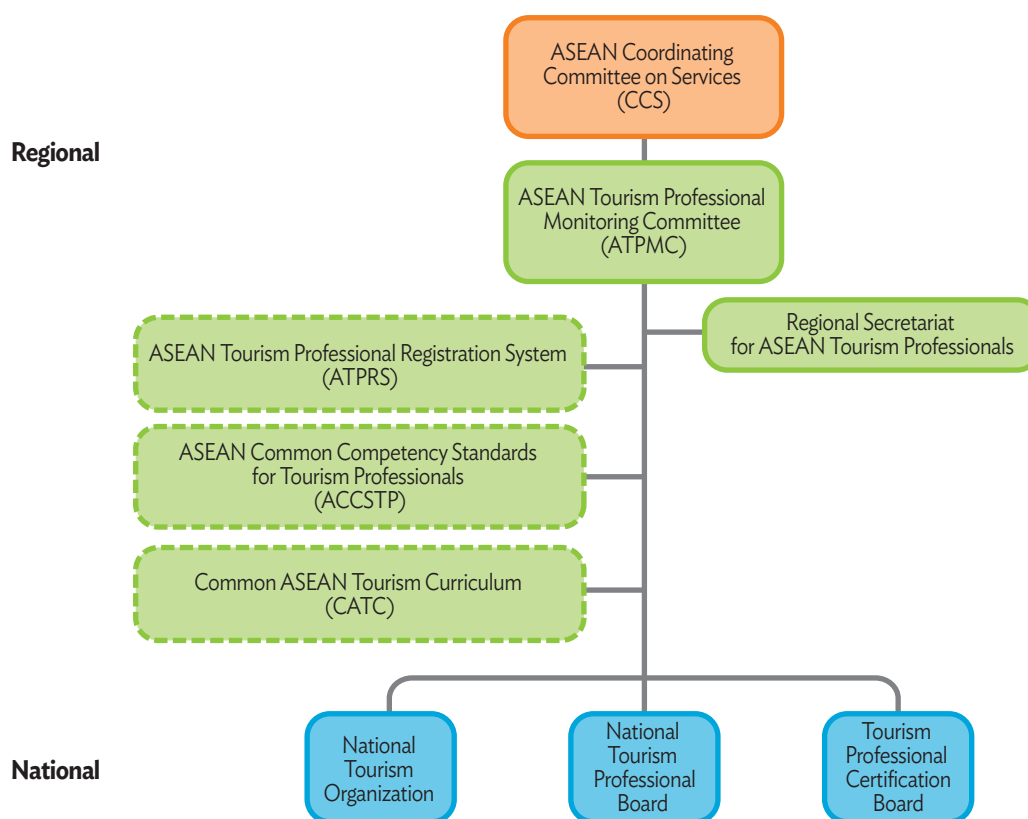 ASEAN Coordinating
Committee on Services
(CCS)
Regional
ASEAN Tourism Professional
Monitoring Committee
(ATPMC)
Regional Secretariat
for ASEAN Tourism Professionals
ASEAN Tourism Professional Registration System
(ATPRS)
ASEAN Common Competency Standards
for Tourism Professionals
(ACCSTP)
Common ASEAN Tourism Curriculum
(CATC)
National
National
Tourism
Organization
National
Tourism
Professional
Board
Tourism
Professional
Certification
Board